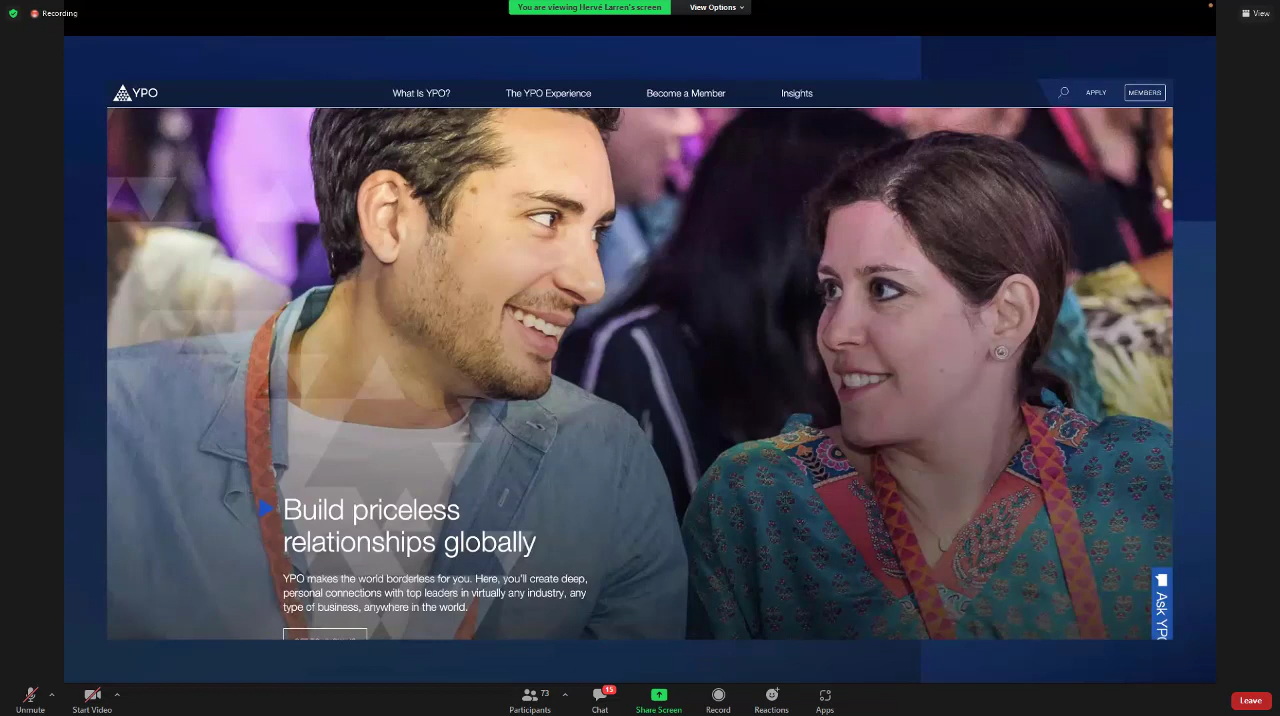 Recording
You are viewing Hervé Larren's screen
View Options
View
YPO
What Is YPO?
The YPO Experience
Become a Member
Insights
APPLY
MEMBERS
Build priceless
relationships globally
YPO makes the world borderless for you. Here, you'll create deep,
personal connections with top leaders in virtually any industry, any
type of business, anywhere in the world.
Ask YPO
Unmute
Start Video
73
Participants
15
Chat
Share Screen
Record
Reactions
Apps
Leave